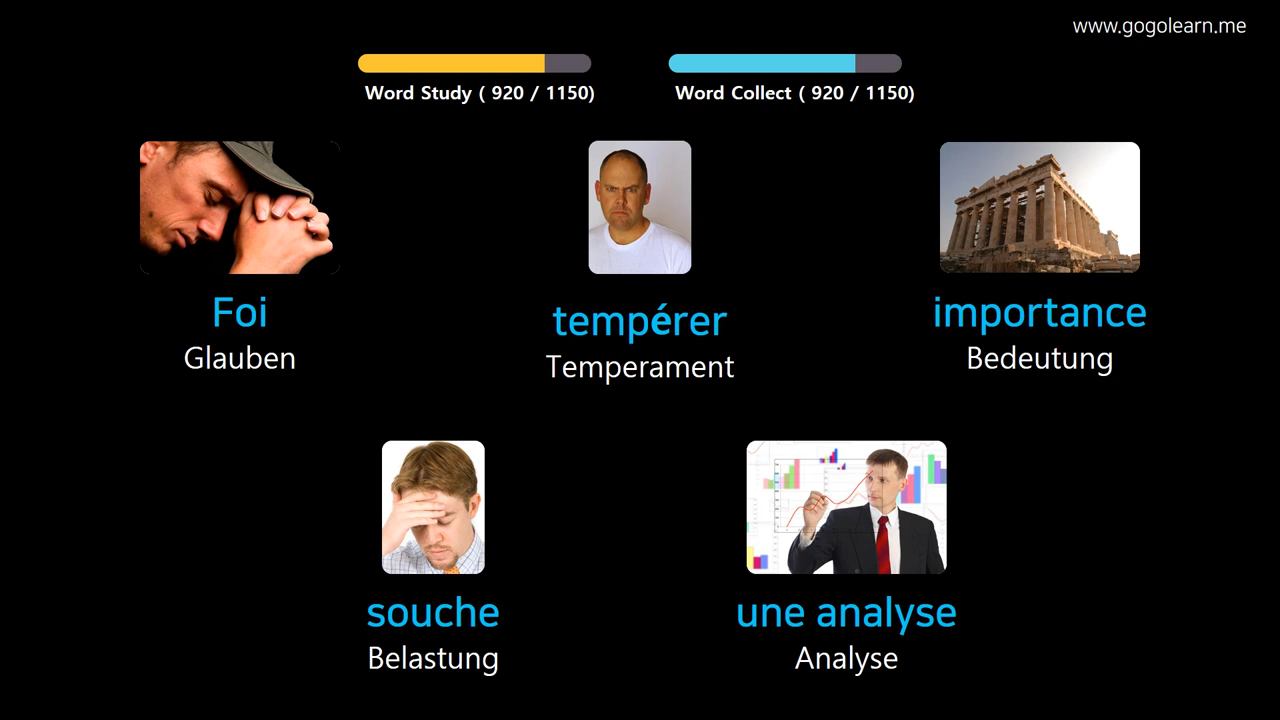 www.gogolearn.me
Word Study ( 920 / 1150)
Word Collect ( 920 / 1150)
Foi
Glauben
tempérer
Temperament
importance
Bedeutung
souche
Belastung
une analyse
Analyse